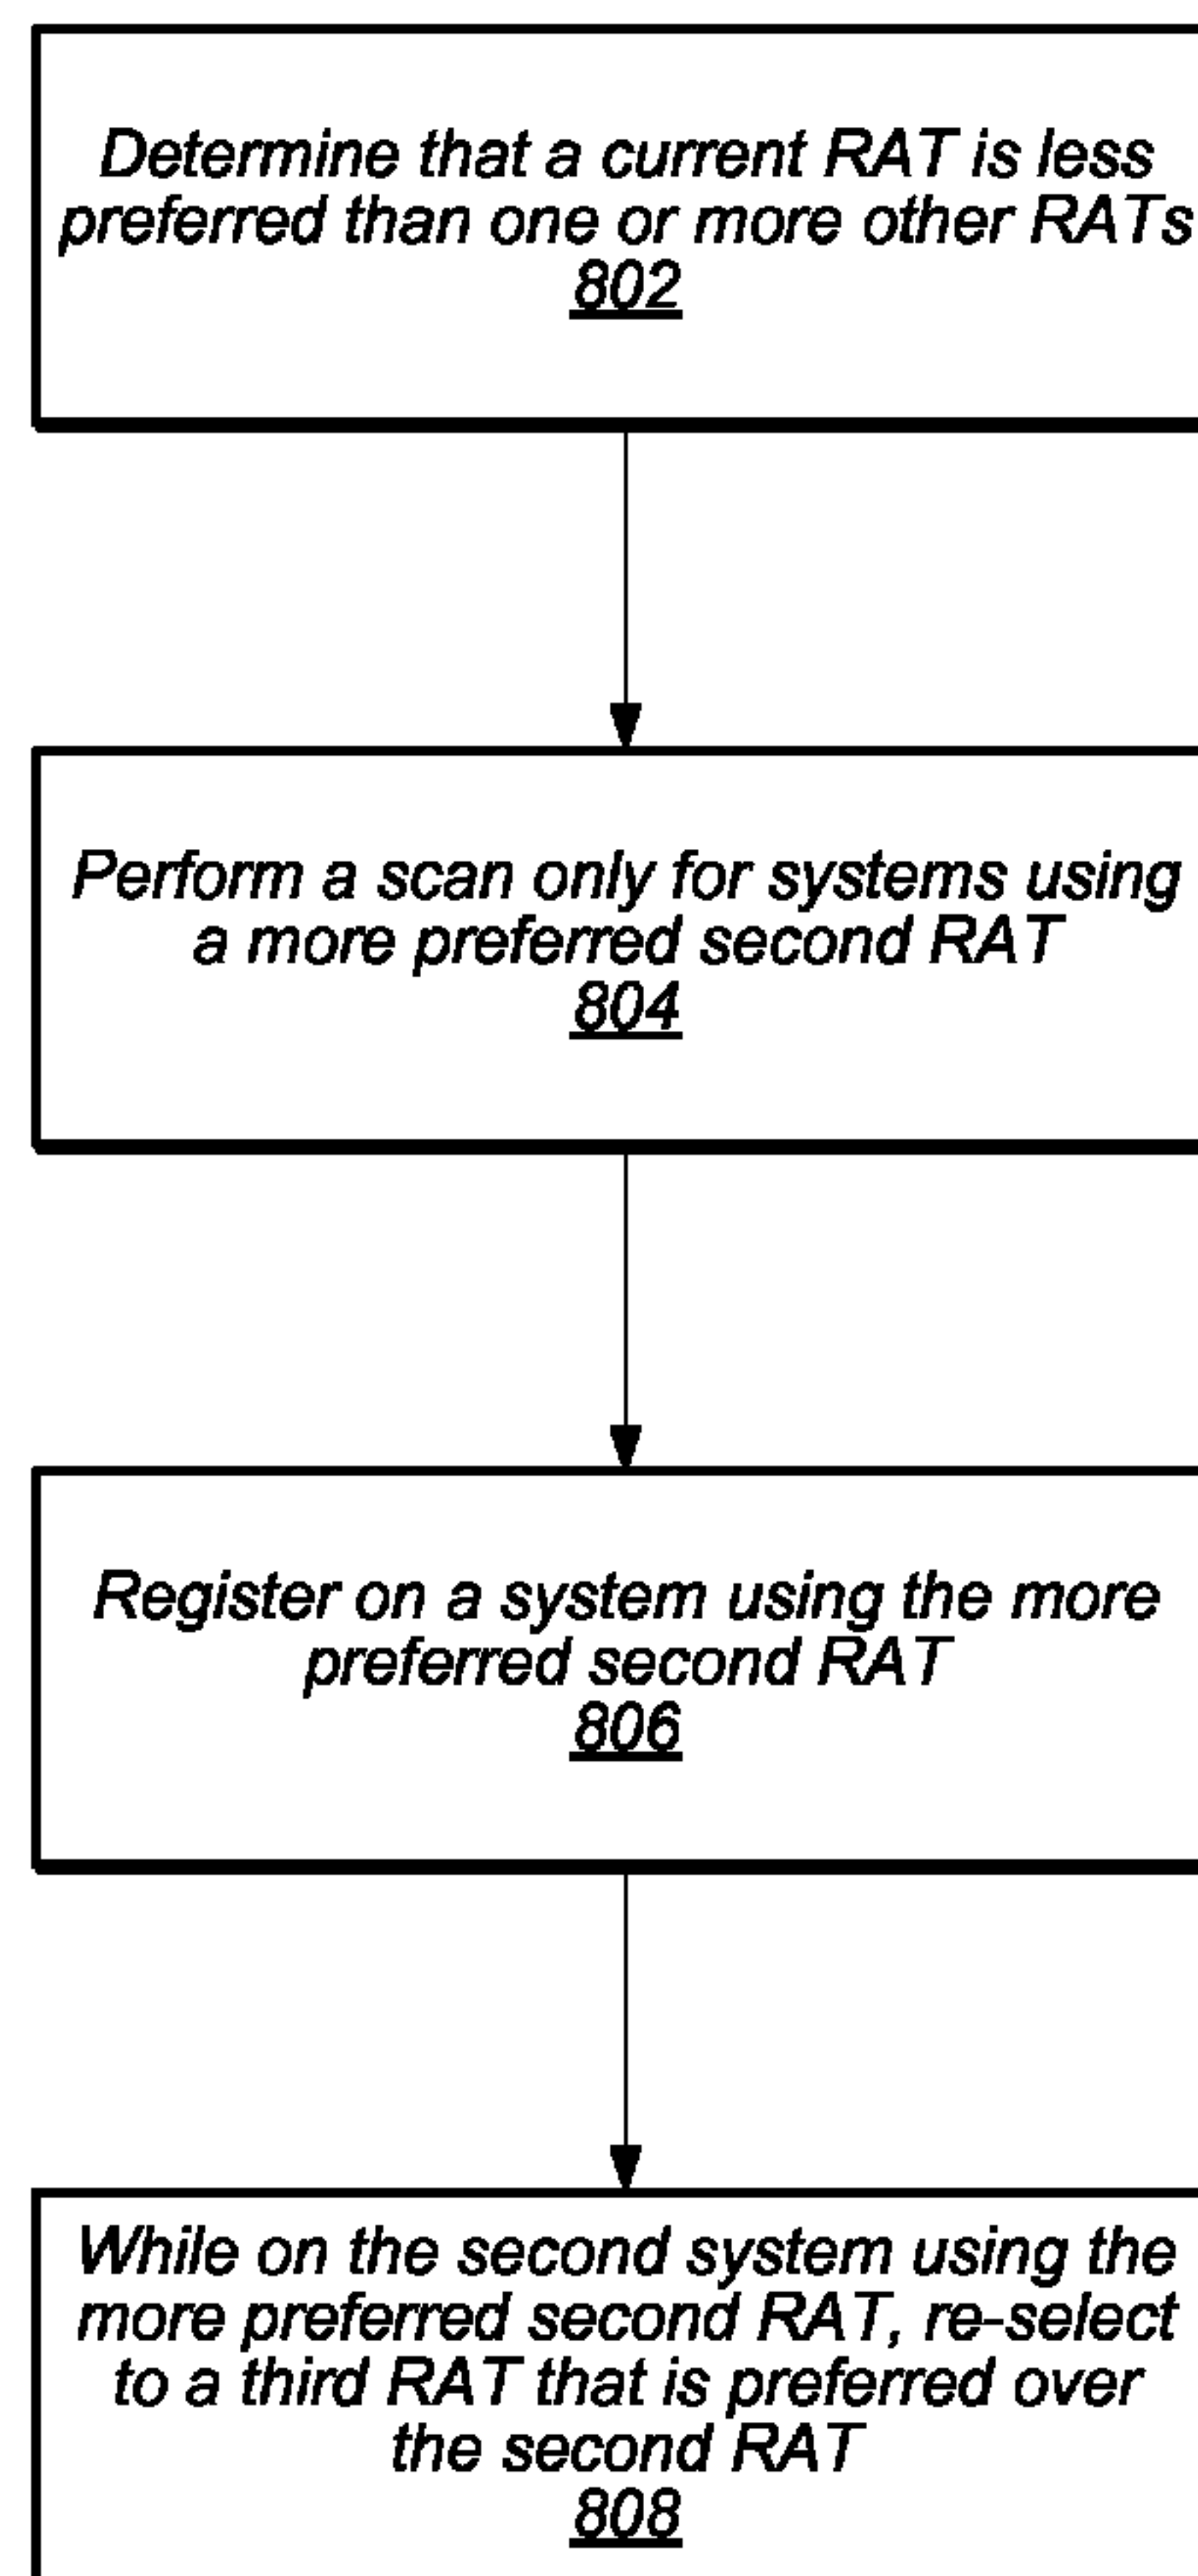 Determine that a current RAT is less
preferred than one or more other RATs
802
Perform a scan only for systems using
a more preferred second RAT
804
Register on a system using the more
preferred second RAT
806
While on the second system using the
more preferred second RAT, re-select
to a third RAT that is preferred over
the second RAT
808